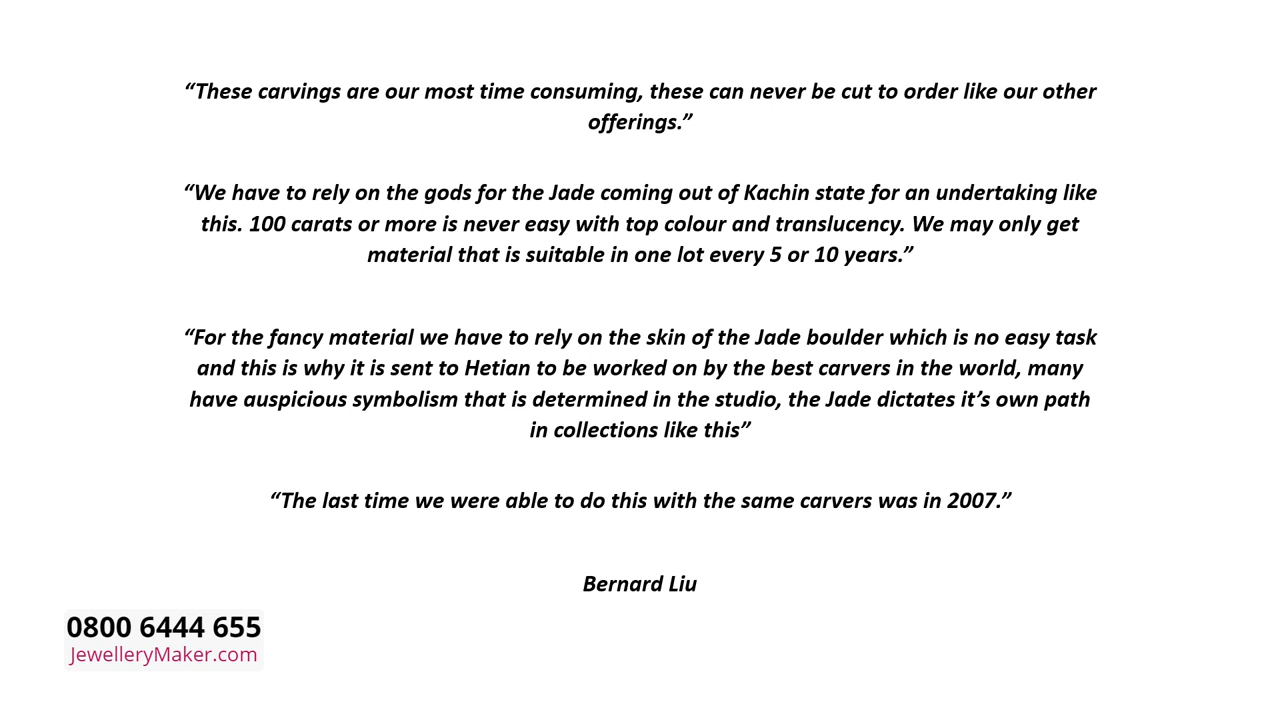 “These carvings are our most time consuming, these can never be cut to order like our other
offerings.”
“We have to rely on the gods for the Jade coming out of Kachin state for an undertaking like
this. 100 carats or more is never easy with top colour and translucency. We may only get
material that is suitable in one lot every 5 or 10 years.”
“For the fancy material we have to rely on the skin of the Jade boulder which is no easy task
and this is why it is sent to Hetian to be worked on by the best carvers in the world, many
have auspicious symbolism that is determined in the studio, the Jade dictates it’s own path
in collections like this”
“The last time we were able to do this with the same carvers was in 2007.”
Bernard Liu
0800 6444 655
JewelleryMaker.com